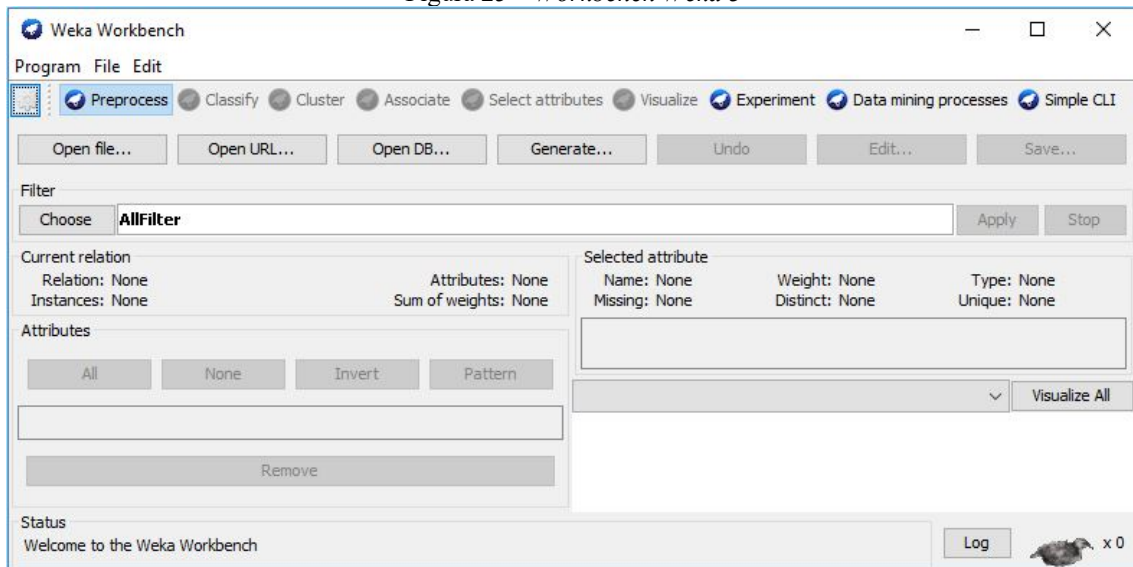 Weka Workbench
Program File Edit
Preprocess Classify Cluster Associate Select attributes Visualize Experiment Data mining processes Simple CLI
Open file... Open URL... Open DB... Generate... Undo Edit... Save...
Filter
Choose AllFilter Apply Stop
Current relation
Relation: None Attributes: None
Instances: None Sum of weights: None
Selected attribute
Name: None Weight: None Type: None
Missing: None Distinct: None Unique: None
Attributes
All None Invert Pattern
Remove
Visualize All
Status
Welcome to the Weka Workbench
Log x 0